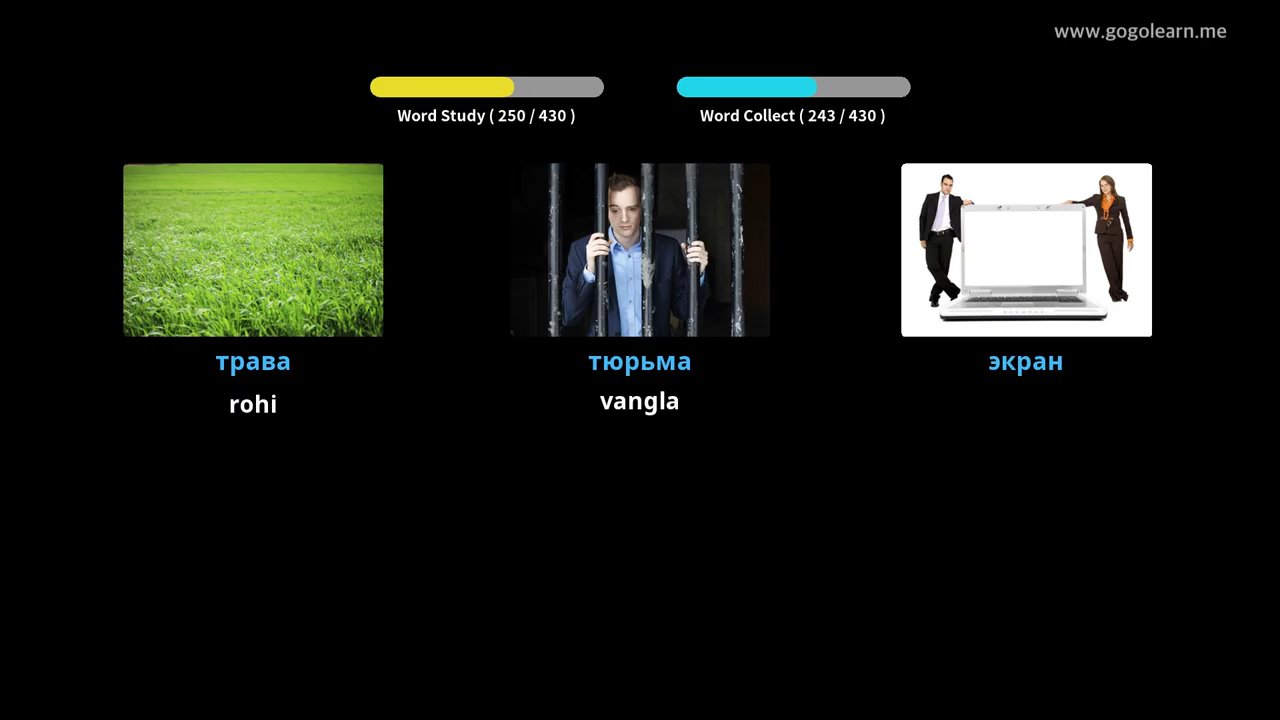 www.gogolearn.me
Word Study ( 250 / 430 )
Word Collect ( 243 / 430 )
трава
тюрьма
экран
rohi
vangla